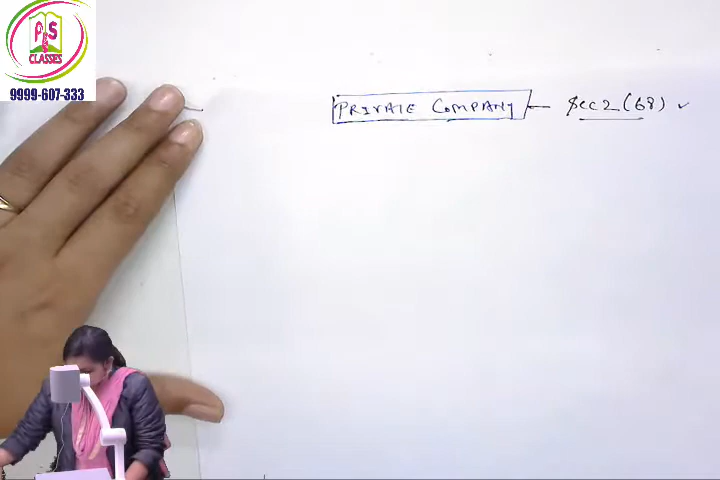 P&S
CLASSES
9999-607-333
PRIVATE COMPANY — Sec 2(68) ✓